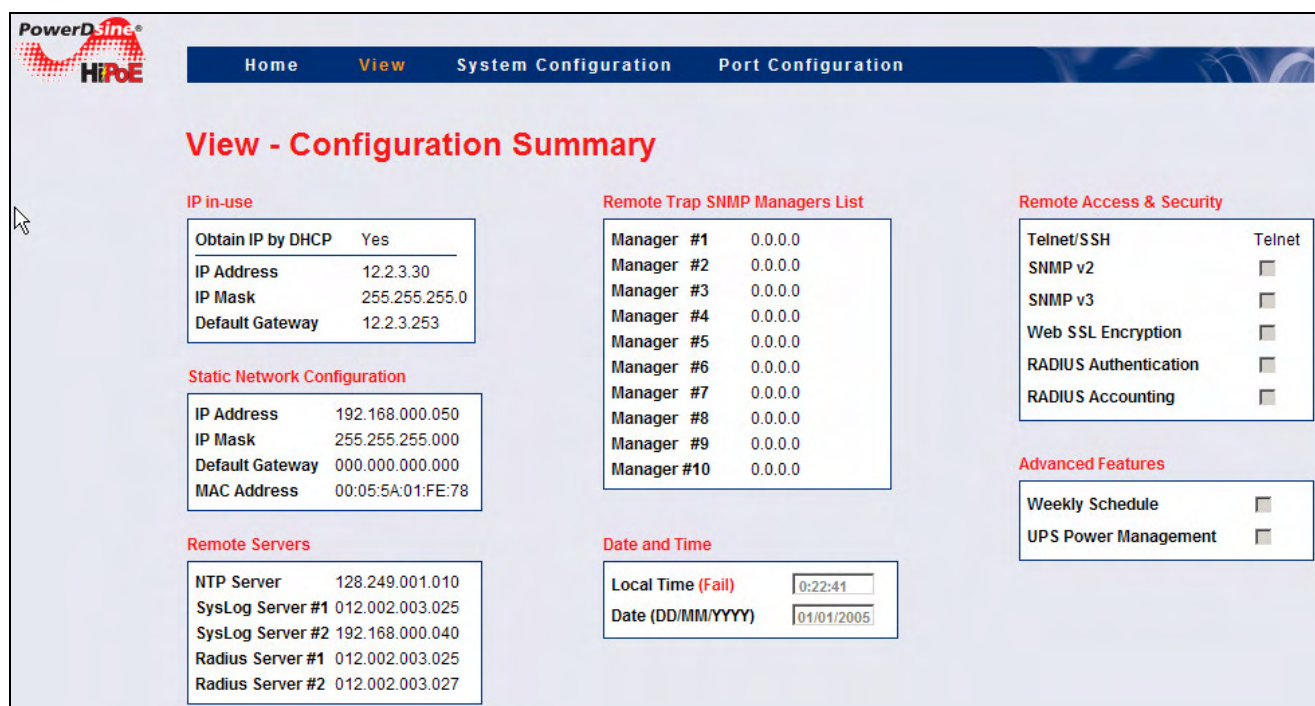 PowerDsine®
HiPoE
Home View System Configuration Port Configuration
View - Configuration Summary
IP in-use
Obtain IP by DHCP Yes
IP Address 12.2.3.30
IP Mask 255.255.255.0
Default Gateway 12.2.3.253
Static Network Configuration
IP Address 192.168.000.050
IP Mask 255.255.255.000
Default Gateway 000.000.000.000
MAC Address 00:05:5A:01:FE:78
Remote Servers
NTP Server 128.249.001.010
SysLog Server #1 012.002.003.025
SysLog Server #2 192.168.000.040
Radius Server #1 012.002.003.025
Radius Server #2 012.002.003.027
Remote Trap SNMP Managers List
Manager #1 0.0.0.0
Manager #2 0.0.0.0
Manager #3 0.0.0.0
Manager #4 0.0.0.0
Manager #5 0.0.0.0
Manager #6 0.0.0.0
Manager #7 0.0.0.0
Manager #8 0.0.0.0
Manager #9 0.0.0.0
Manager #10 0.0.0.0
Date and Time
Local Time (Fail) 0:22:41
Date (DD/MM/YYYY) 01/01/2005
Remote Access & Security
Telnet/SSH Telnet
SNMP v2
SNMP v3
Web SSL Encryption
RADIUS Authentication
RADIUS Accounting
Advanced Features
Weekly Schedule
UPS Power Management